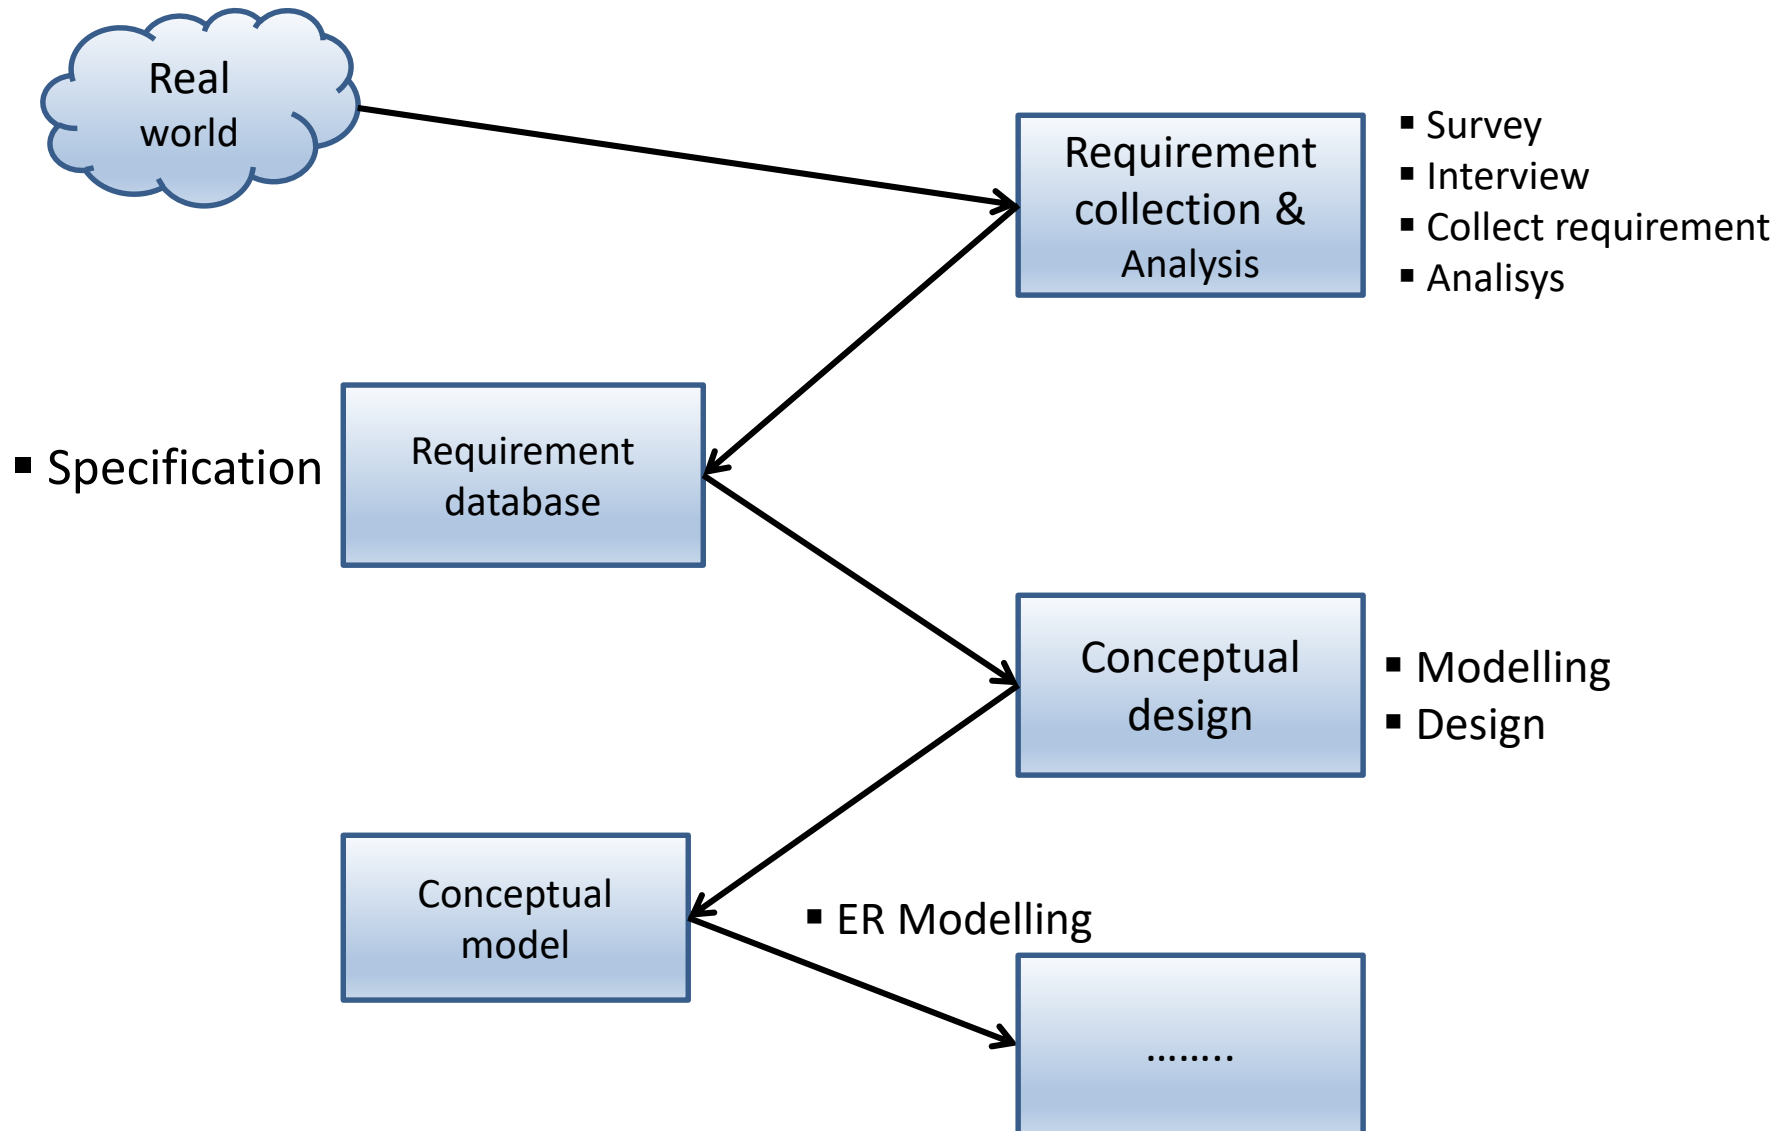 Real
world
Requirement
collection &
Analysis
▪ Survey
▪ Interview
▪ Collect requirement
▪ Analisys
▪ Specification
Requirement
database
Conceptual
design
▪ Modelling
▪ Design
Conceptual
model
▪ ER Modelling
........